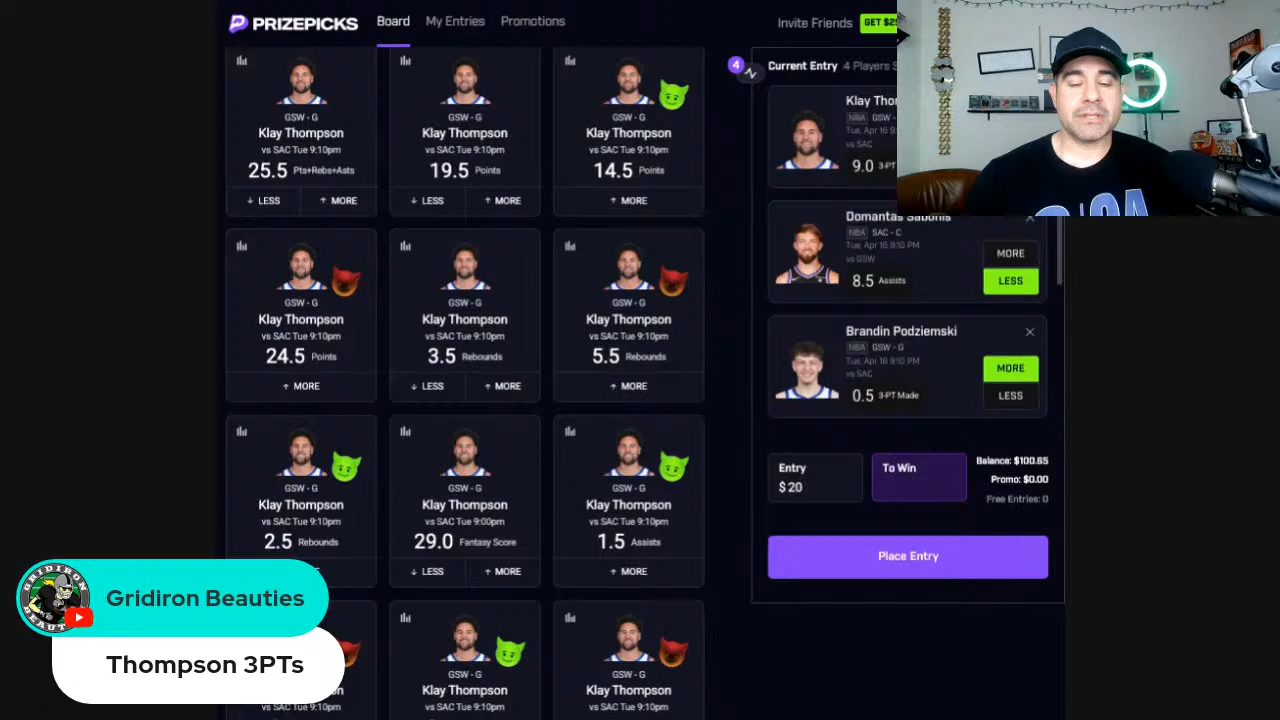 PRIZEPICKS
Board
My Entries
Promotions
Invite Friends
GSW - G
Klay Thompson
vs SAC Tue 9:10pm
25.5 Pts+Rebs+Asts
↓ LESS
↑ MORE
GSW - G
Klay Thompson
vs SAC Tue 9:10pm
19.5 Points
↓ LESS
↑ MORE
GSW - G
Klay Thompson
vs SAC Tue 9:10pm
14.5 Points
↑ MORE
GSW - G
Klay Thompson
vs SAC Tue 9:10pm
24.5 Points
↑ MORE
GSW - G
Klay Thompson
vs SAC Tue 9:10pm
3.5 Rebounds
↓ LESS
↑ MORE
GSW - G
Klay Thompson
vs SAC Tue 9:10pm
5.5 Rebounds
↑ MORE
GSW - G
Klay Thompson
vs SAC Tue 9:10pm
2.5 Rebounds
GSW - G
Klay Thompson
vs SAC Tue 9:00pm
29.0 Fantasy Score
↓ LESS
↑ MORE
GSW - G
Klay Thompson
vs SAC Tue 9:10pm
1.5 Assists
↑ MORE
GSW - G
Klay Thompson
vs SAC Tue 9:10pm
GSW - G
Klay Thompson
vs SAC Tue 9:10pm
4
Current Entry 4 Players
NBA GSW -
Tue, Apr 16
vs SAC
9.0
Domantas Sabonis
NBA SAC - C
Tue, Apr 16 9:10 PM
vs GSW
8.5 Assists
MORE
LESS
Brandin Podziemski
NBA GSW - G
Tue, Apr 16 9:10 PM
vs SAC
0.5 3-PT Made
MORE
LESS
Entry
$ 20
To Win
Balance: $100.65
Promo: $0.00
Free Entries: 0
Place Entry
Gridiron Beauties
Thompson 3PTs